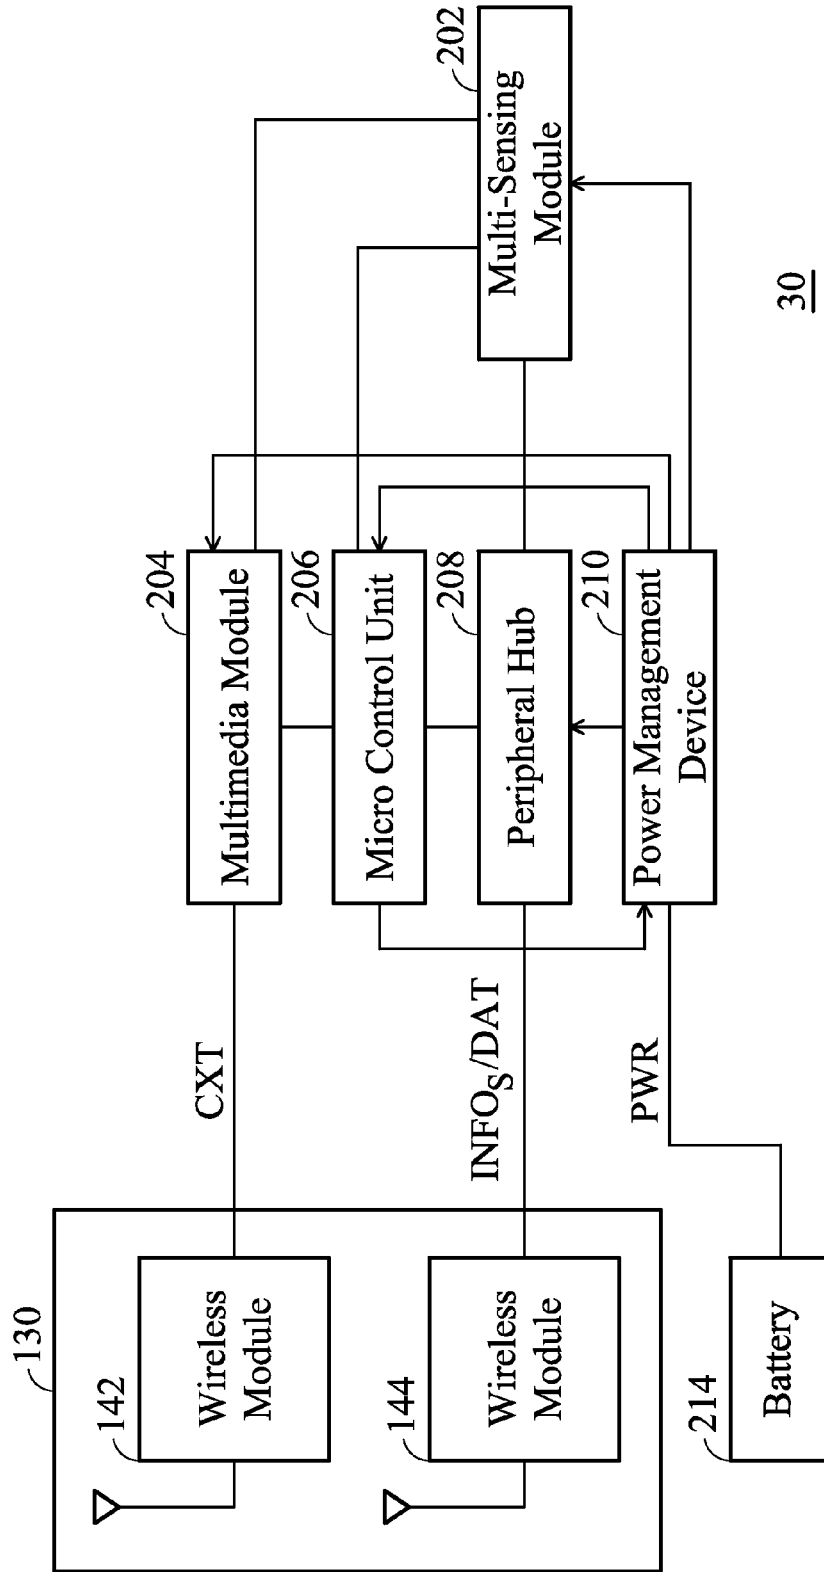 130
142
Wireless
Module
144
Wireless
Module
214
Battery
CXT
INFOS/DAT
PWR
204
Multimedia Module
206
Micro Control Unit
208
Peripheral Hub
210
Power Management
Device
202
Multi-Sensing
Module
30